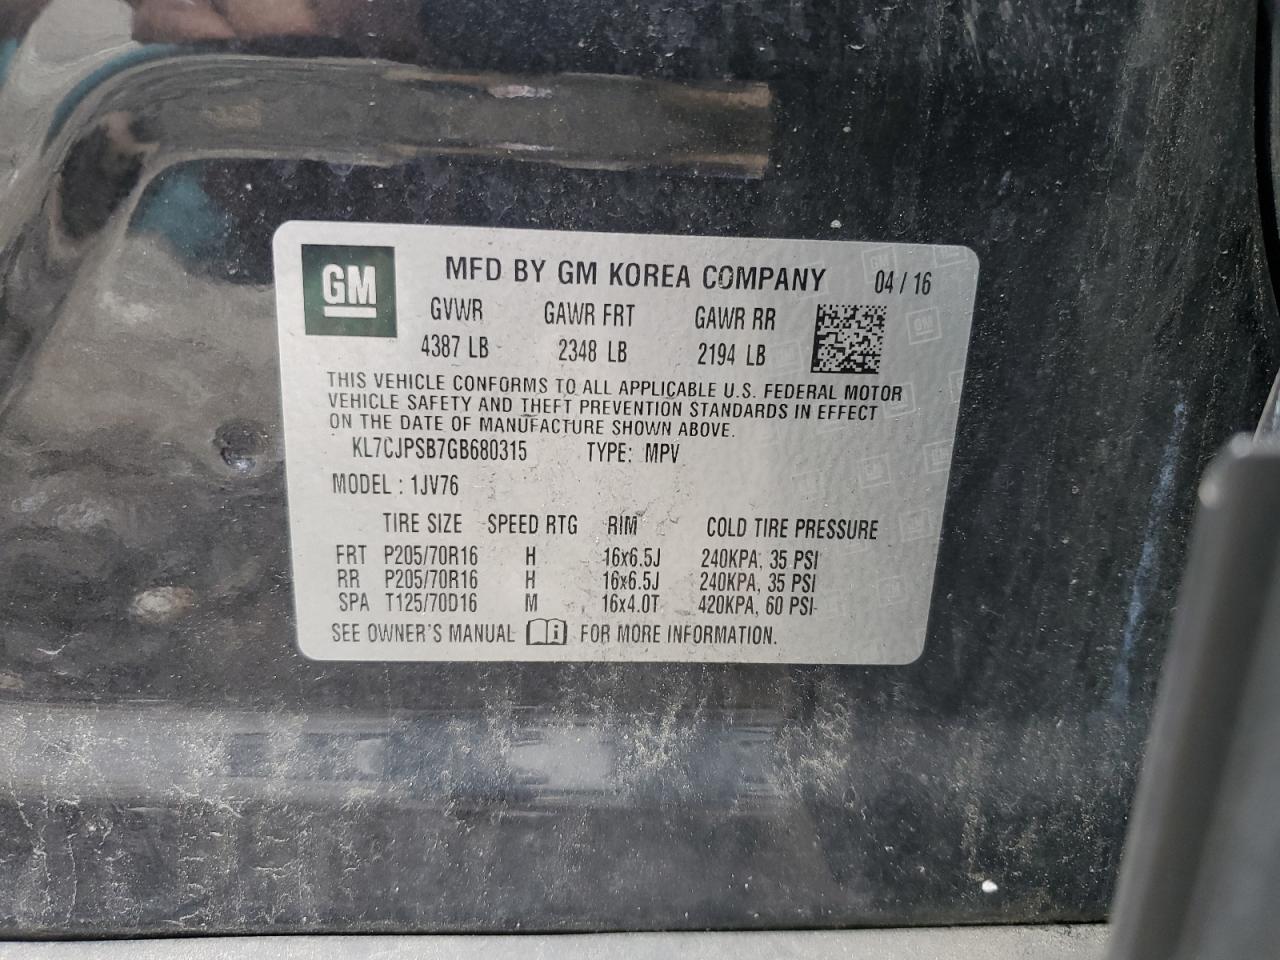 GM
MFD BY GM KOREA COMPANY 04 / 16
GVWR GAWR FRT GAWR RR
4387 LB 2348 LB 2194 LB
THIS VEHICLE CONFORMS TO ALL APPLICABLE U.S. FEDERAL MOTOR
VEHICLE SAFETY AND THEFT PREVENTION STANDARDS IN EFFECT
ON THE DATE OF MANUFACTURE SHOWN ABOVE.
KL7CJPSB7GB680315 TYPE: MPV
MODEL : 1JV76
TIRE SIZE SPEED RTG RIM COLD TIRE PRESSURE
FRT P205/70R16 H 16x6.5J 240KPA, 35 PSI
RR P205/70R16 H 16x6.5J 240KPA, 35 PSI
SPA T125/70D16 M 16x4.0T 420KPA, 60 PSI
SEE OWNER'S MANUAL i FOR MORE INFORMATION.